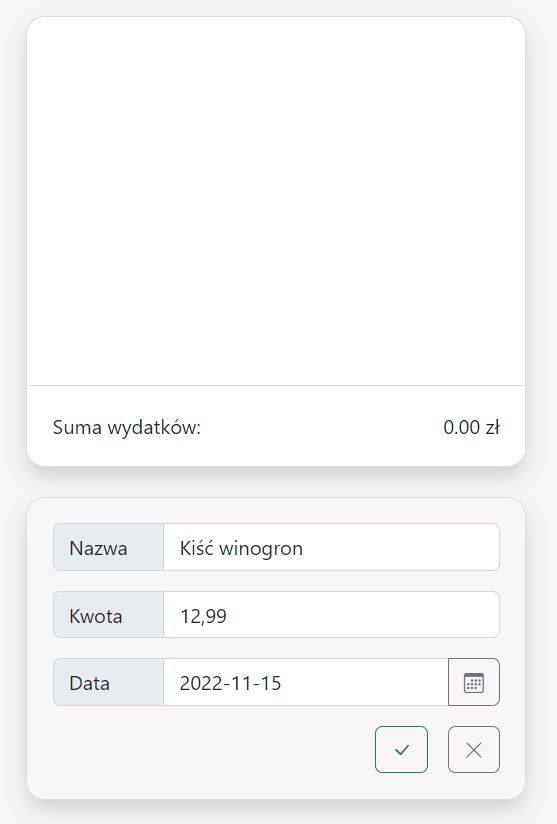 Suma wydatków: 0.00 zł
Nazwa Kiść winogron
Kwota 12,99
Data 2022-11-15